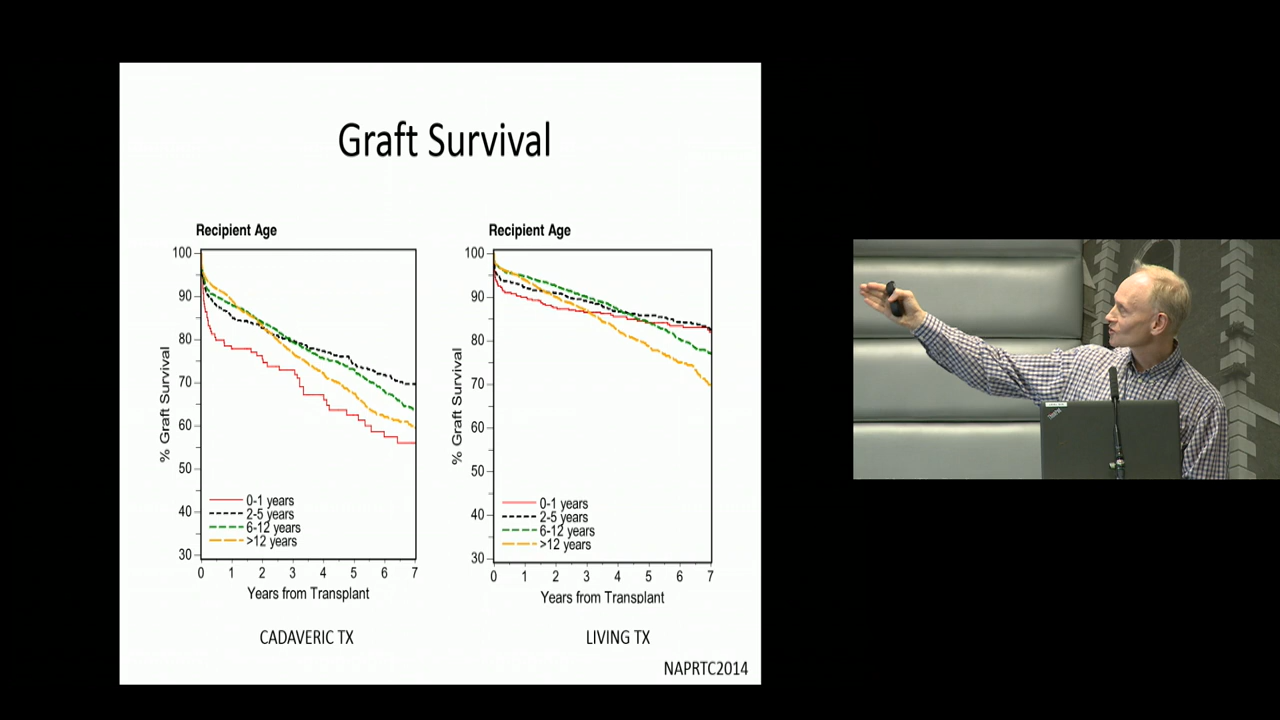 Graft Survival
Recipient Age
100
90
80
70
60
50
40
30
% Graft Survival
0-1 years
2-5 years
6-12 years
>12 years
0 1 2 3 4 5 6 7
Years from Transplant
CADAVERIC TX
Recipient Age
100
90
80
70
60
50
40
30
% Graft Survival
0-1 years
2-5 years
6-12 years
>12 years
0 1 2 3 4 5 6 7
Years from Transplant
LIVING TX
NAPRTC2014